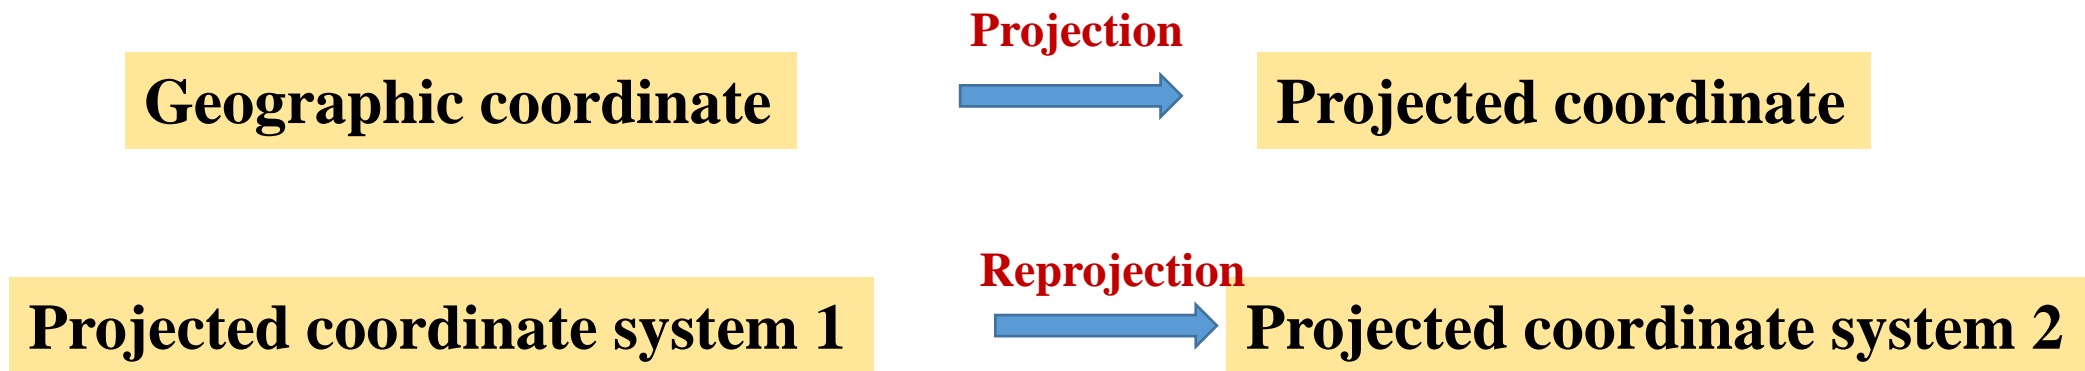 Projection
Geographic coordinate
Projected coordinate
Reprojection
Projected coordinate system 1
Projected coordinate system 2